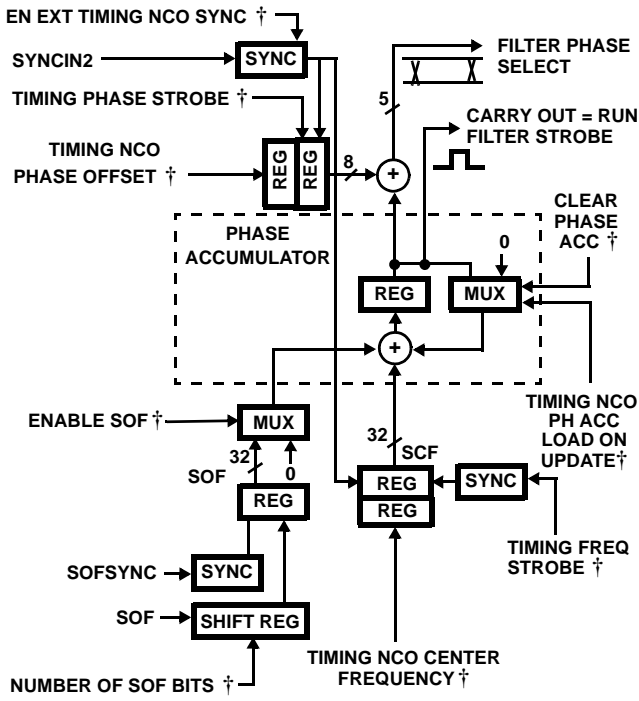 EN EXT TIMING NCO SYNC †
SYNCIN2
SYNC
TIMING PHASE STROBE †
TIMING NCO
PHASE OFFSET †
REG
REG
8
+
5
FILTER PHASE
SELECT
CARRY OUT = RUN
FILTER STROBE
CLEAR
PHASE
ACC †
PHASE
ACCUMULATOR
0
REG
MUX
+
TIMING NCO
PH ACC
LOAD ON
UPDATE†
ENABLE SOF †
MUX
32
SOF
0
REG
32
SCF
REG
REG
SYNC
TIMING FREQ
STROBE †
SOFSYNC
SYNC
SOF
SHIFT REG
NUMBER OF SOF BITS †
TIMING NCO CENTER
FREQUENCY †